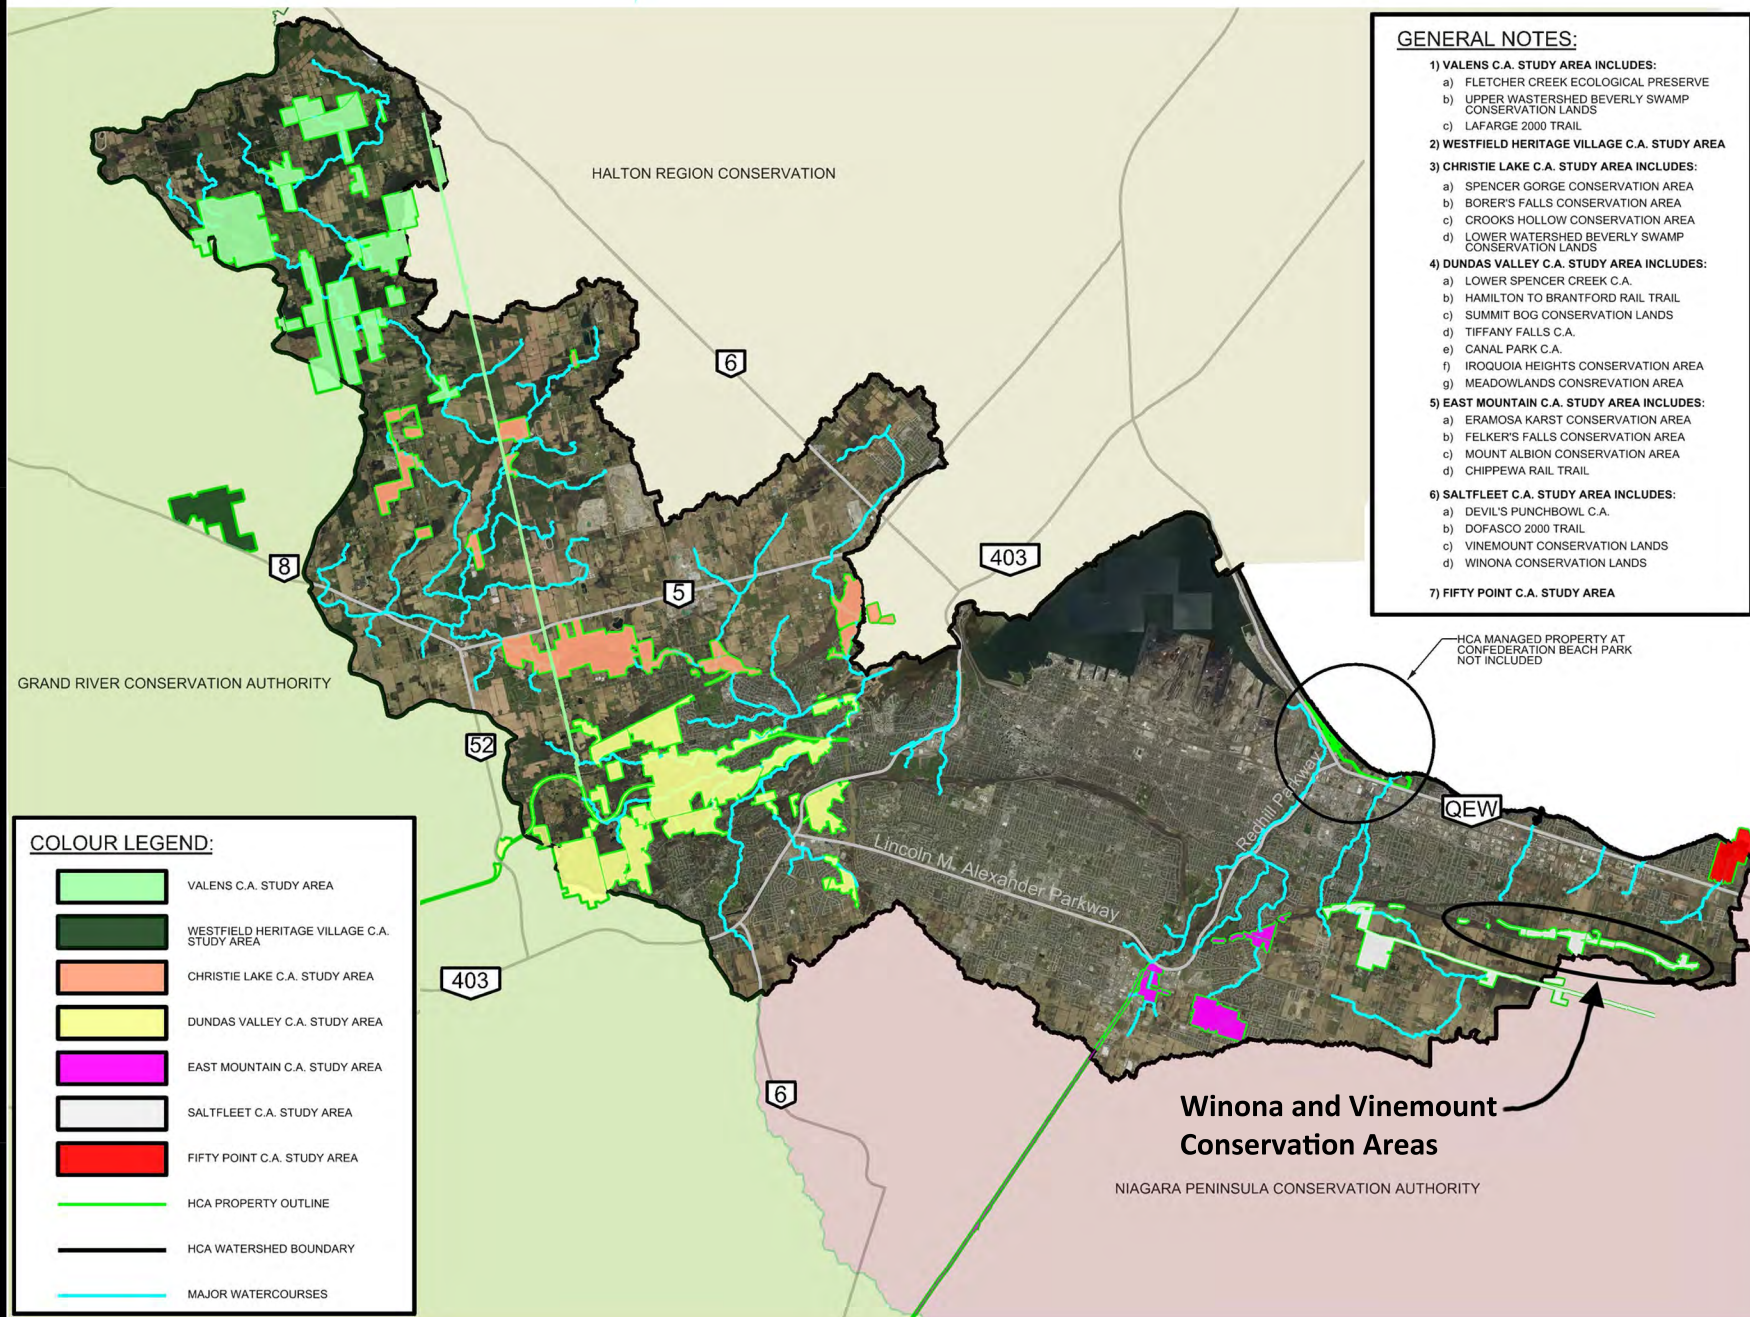 GENERAL NOTES:
1) VALENS C.A. STUDY AREA INCLUDES:
a) FLETCHER CREEK ECOLOGICAL PRESERVE
b) UPPER WASTERSHED BEVERLY SWAMP
CONSERVATION LANDS
c) LAFARGE 2000 TRAIL
2) WESTFIELD HERITAGE VILLAGE C.A. STUDY AREA
3) CHRISTIE LAKE C.A. STUDY AREA INCLUDES:
a) SPENCER GORGE CONSERVATION AREA
b) BORER'S FALLS CONSERVATION AREA
c) CROOKS HOLLOW CONSERVATION AREA
d) LOWER WATERSHED BEVERLY SWAMP
CONSERVATION LANDS
4) DUNDAS VALLEY C.A. STUDY AREA INCLUDES:
a) LOWER SPENCER CREEK C.A.
b) HAMILTON TO BRANTFORD RAIL TRAIL
c) SUMMIT BOG CONSERVATION LANDS
d) TIFFANY FALLS C.A.
e) CANAL PARK C.A.
f) IROQUOIA HEIGHTS CONSERVATION AREA
g) MEADOWLANDS CONSREVATION AREA
5) EAST MOUNTAIN C.A. STUDY AREA INCLUDES:
a) ERAMOSA KARST CONSERVATION AREA
b) FELKER'S FALLS CONSERVATION AREA
c) MOUNT ALBION CONSERVATION AREA
d) CHIPPEWA RAIL TRAIL
6) SALTFLEET C.A. STUDY AREA INCLUDES:
a) DEVIL'S PUNCHBOWL C.A.
b) DOFASCO 2000 TRAIL
c) VINEMOUNT CONSERVATION LANDS
d) WINONA CONSERVATION LANDS
7) FIFTY POINT C.A. STUDY AREA
HALTON REGION CONSERVATION
6
8
5
403
HCA MANAGED PROPERTY AT
CONFEDERATION BEACH PARK
NOT INCLUDED
GRAND RIVER CONSERVATION AUTHORITY
52
QEW
Redhill Parkway
Lincoln M. Alexander Parkway
403
6
Winona and Vinemount
Conservation Areas
NIAGARA PENINSULA CONSERVATION AUTHORITY
COLOUR LEGEND:
VALENS C.A. STUDY AREA
WESTFIELD HERITAGE VILLAGE C.A.
STUDY AREA
CHRISTIE LAKE C.A. STUDY AREA
DUNDAS VALLEY C.A. STUDY AREA
EAST MOUNTAIN C.A. STUDY AREA
SALTFLEET C.A. STUDY AREA
FIFTY POINT C.A. STUDY AREA
HCA PROPERTY OUTLINE
HCA WATERSHED BOUNDARY
MAJOR WATERCOURSES